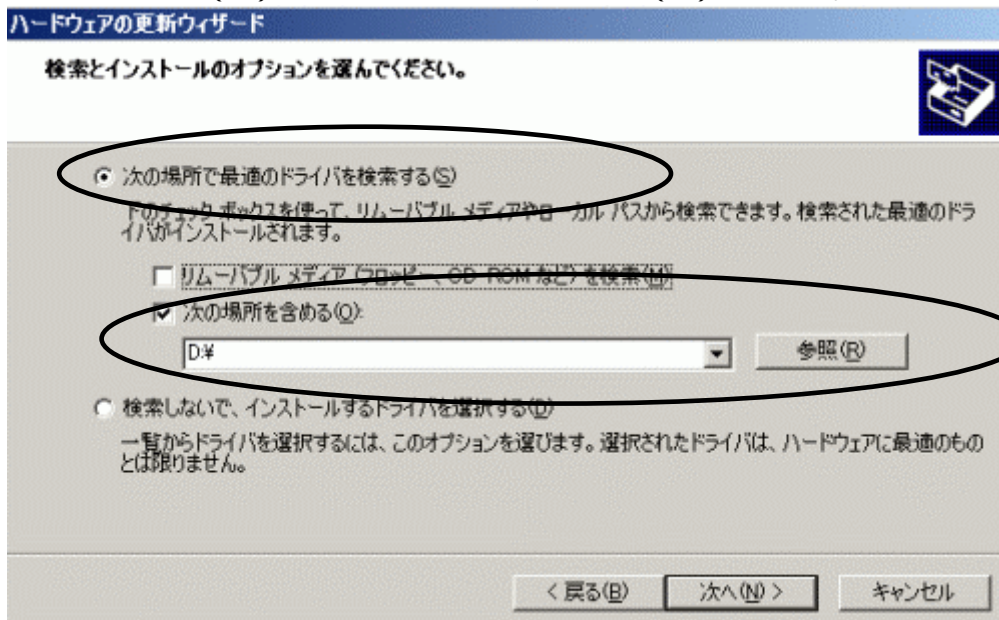 ハードウェアの更新ウィザード
検索とインストールのオプションを選んでください。
次の場所で最適のドライバを検索する(S)
下のチェック ボックスを使って、リムーバブル メディアやローカル パスから検索できます。検索された最適のドラ
イバがインストールされます。
リムーバブル メディア (フロッピー、CD-ROM など) を検索(M)
次の場所を含める(O):
D:¥
参照(R)
検索しないで、インストールするドライバを選択する(D)
一覧からドライバを選択するには、このオプションを選びます。選択されたドライバは、ハードウェアに最適のもの
とは限りません。
< 戻る(B) 次へ(N) > キャンセル